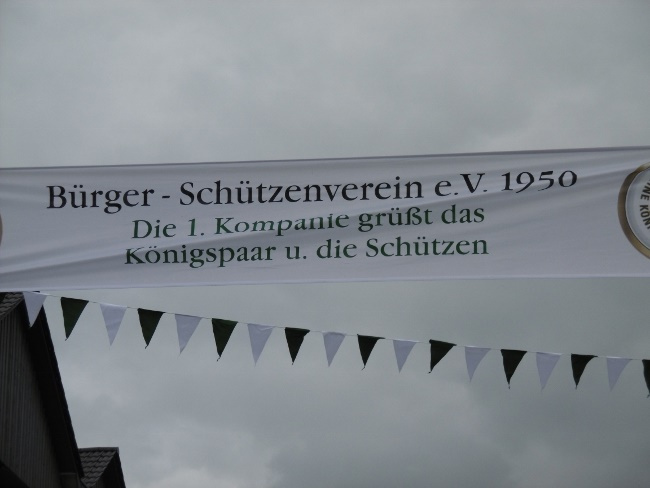 Bürger - Schützenverein e.V. 1950
Die 1. Kompanie grüßt das
Königspaar u. die Schützen